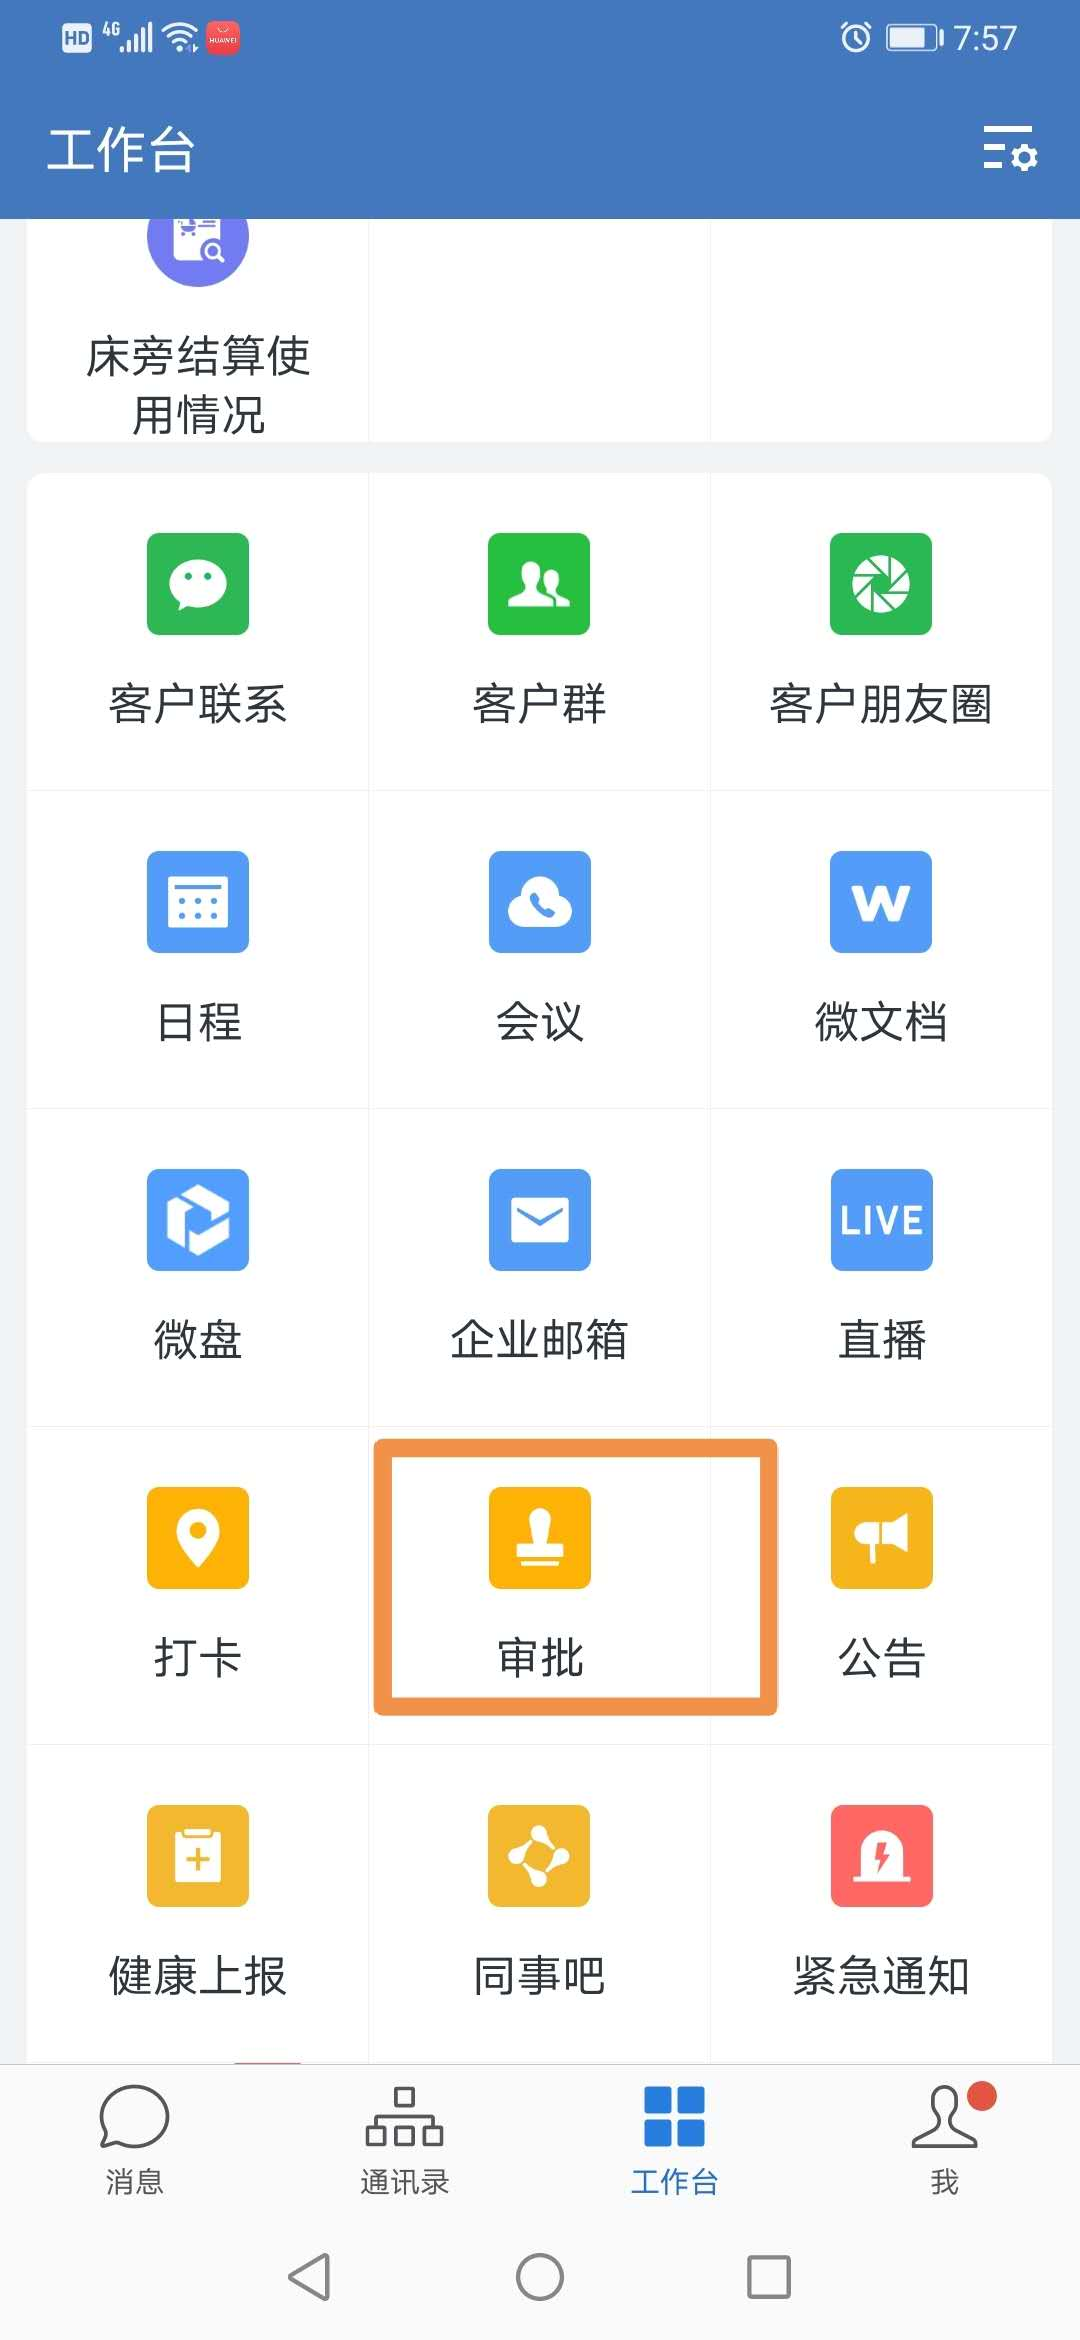 HD 4G HUAWEI 7:57
工作台
床旁结算使
用情况
客户联系 客户群 客户朋友圈
W
日程 会议 微文档
LIVE
微盘 企业邮箱 直播
打卡 审批 公告
健康上报 同事吧 紧急通知
消息 通讯录 工作台 我